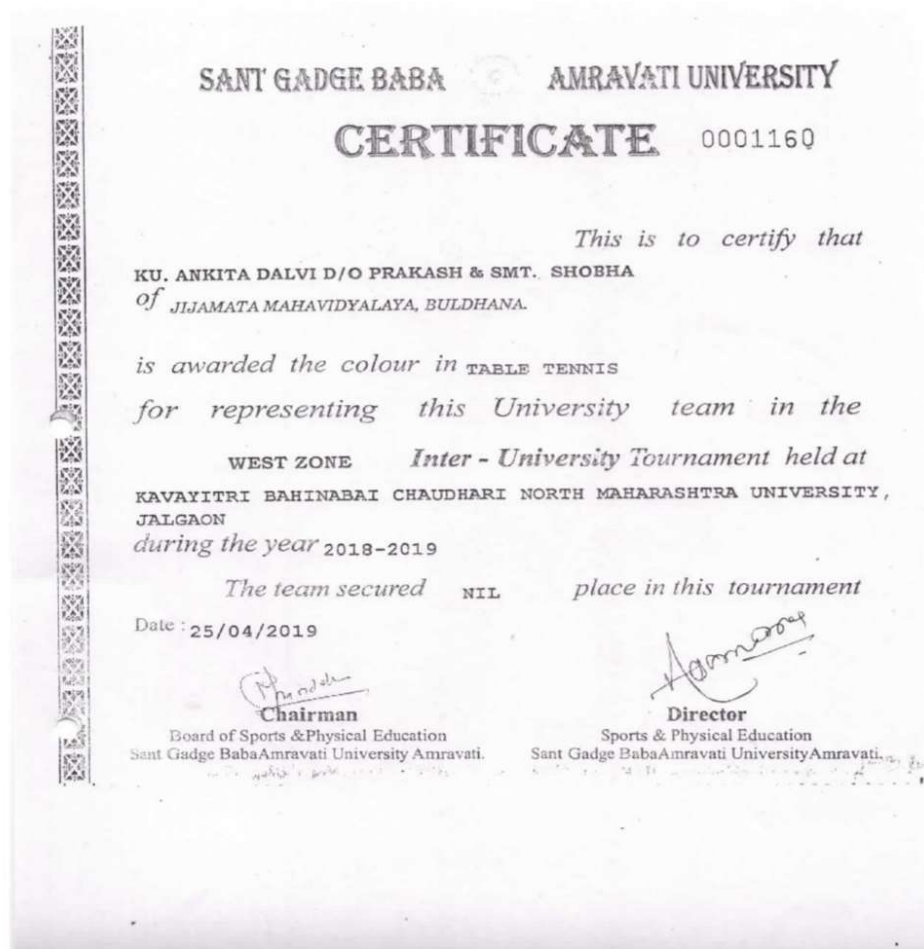 SANT GADGE BABA AMRAVATI UNIVERSITY
CERTIFICATE 0001160
This is to certify that
KU. ANKITA DALVI D/O PRAKASH & SMT. SHOBHA
of JIJAMATA MAHAVIDYALAYA, BULDHANA.
is awarded the colour in TABLE TENNIS
for representing this University team in the
WEST ZONE Inter - University Tournament held at
KAVAYITRI BAHINABAI CHAUDHARI NORTH MAHARASHTRA UNIVERSITY,
JALGAON
during the year 2018-2019
The team secured NIL place in this tournament
Date : 25/04/2019
Chairman Director
Board of Sports &Physical Education Sports & Physical Education
Sant Gadge BabaAmravati University Amravati. Sant Gadge BabaAmravati UniversityAmravati.